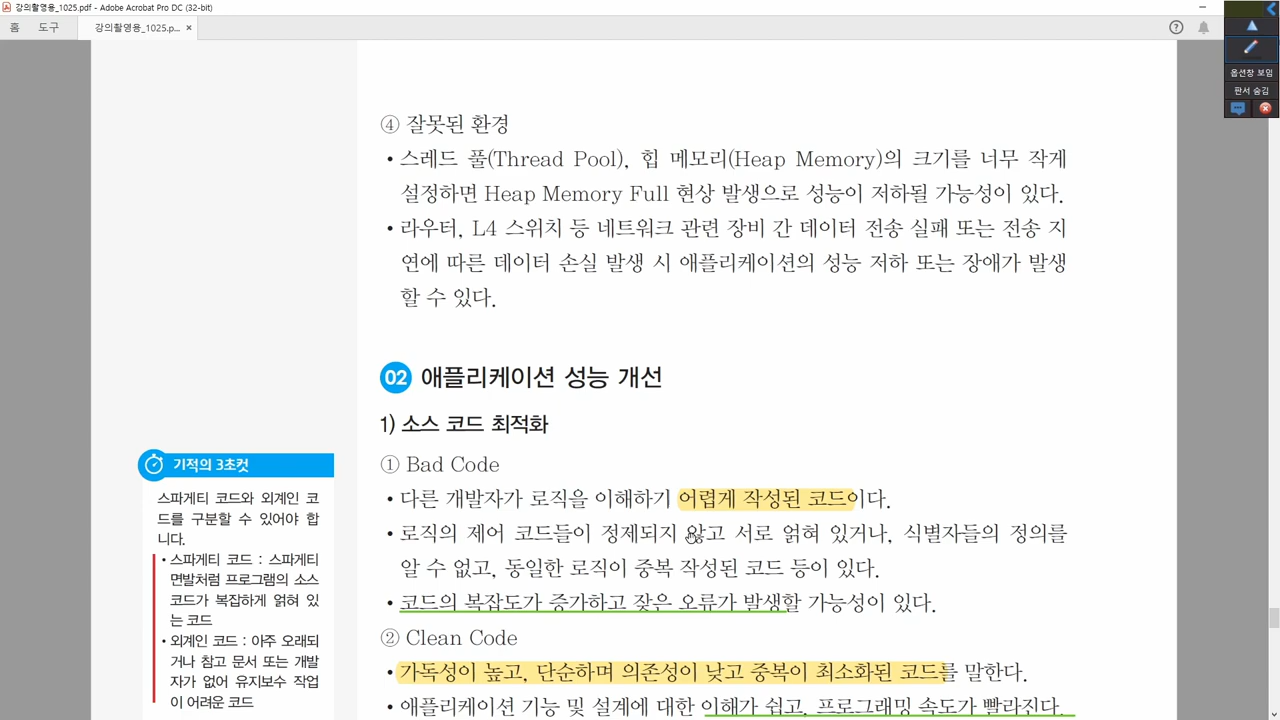 강의촬영용_1025.pdf - Adobe Acrobat Pro DC (32-bit)
홈 도구 강의촬영용_1025.p... ×
옵션창 보임
판서 숨김
④ 잘못된 환경
• 스레드 풀(Thread Pool), 힙 메모리(Heap Memory)의 크기를 너무 작게
설정하면 Heap Memory Full 현상 발생으로 성능이 저하될 가능성이 있다.
• 라우터, L4 스위치 등 네트워크 관련 장비 간 데이터 전송 실패 또는 전송 지
연에 따른 데이터 손실 발생 시 애플리케이션의 성능 저하 또는 장애가 발생
할 수 있다.
02 애플리케이션 성능 개선
1) 소스 코드 최적화
① Bad Code
• 다른 개발자가 로직을 이해하기 어렵게 작성된 코드이다.
• 로직의 제어 코드들이 정제되지 않고 서로 얽혀 있거나, 식별자들의 정의를
알 수 없고, 동일한 로직이 중복 작성된 코드 등이 있다.
• 코드의 복잡도가 증가하고 잦은 오류가 발생할 가능성이 있다.
② Clean Code
• 가독성이 높고, 단순하며 의존성이 낮고 중복이 최소화된 코드를 말한다.
• 애플리케이션 기능 및 설계에 대한 이해가 쉽고, 프로그래밍 속도가 빨라진다.
기적의 3초컷
스파게티 코드와 외계인 코
드를 구분할 수 있어야 합
니다.
• 스파게티 코드 : 스파게티
면발처럼 프로그램의 소스
코드가 복잡하게 얽혀 있
는 코드
• 외계인 코드 : 아주 오래되
거나 참고 문서 또는 개발
자가 없어 유지보수 작업
이 어려운 코드